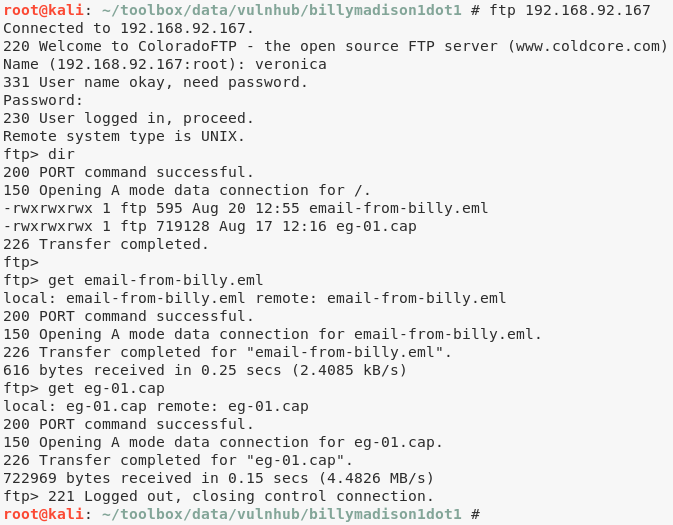 root@kali: ~/toolbox/data/vulnhub/billymadison1dot1 # ftp 192.168.92.167
Connected to 192.168.92.167.
220 Welcome to ColoradoFTP - the open source FTP server (www.coldcore.com)
Name (192.168.92.167:root): veronica
331 User name okay, need password.
Password:
230 User logged in, proceed.
Remote system type is UNIX.
ftp> dir
200 PORT command successful.
150 Opening A mode data connection for /.
-rwxrwxrwx 1 ftp 595 Aug 20 12:55 email-from-billy.eml
-rwxrwxrwx 1 ftp 719128 Aug 17 12:16 eg-01.cap
226 Transfer completed.
ftp>
ftp> get email-from-billy.eml
local: email-from-billy.eml remote: email-from-billy.eml
200 PORT command successful.
150 Opening A mode data connection for email-from-billy.eml.
226 Transfer completed for "email-from-billy.eml".
616 bytes received in 0.25 secs (2.4085 kB/s)
ftp> get eg-01.cap
local: eg-01.cap remote: eg-01.cap
200 PORT command successful.
150 Opening A mode data connection for eg-01.cap.
226 Transfer completed for "eg-01.cap".
722969 bytes received in 0.15 secs (4.4826 MB/s)
ftp> 221 Logged out, closing control connection.
root@kali: ~/toolbox/data/vulnhub/billymadison1dot1 #